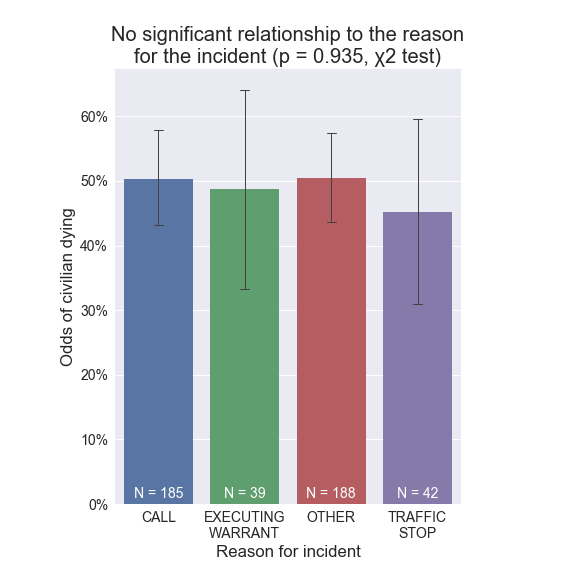 No significant relationship to the reason
for the incident (p = 0.935, χ2 test)
Odds of civilian dying
60%
50%
40%
30%
20%
10%
0%
N = 185
N = 39
N = 188
N = 42
CALL
EXECUTING
WARRANT
OTHER
TRAFFIC
STOP
Reason for incident